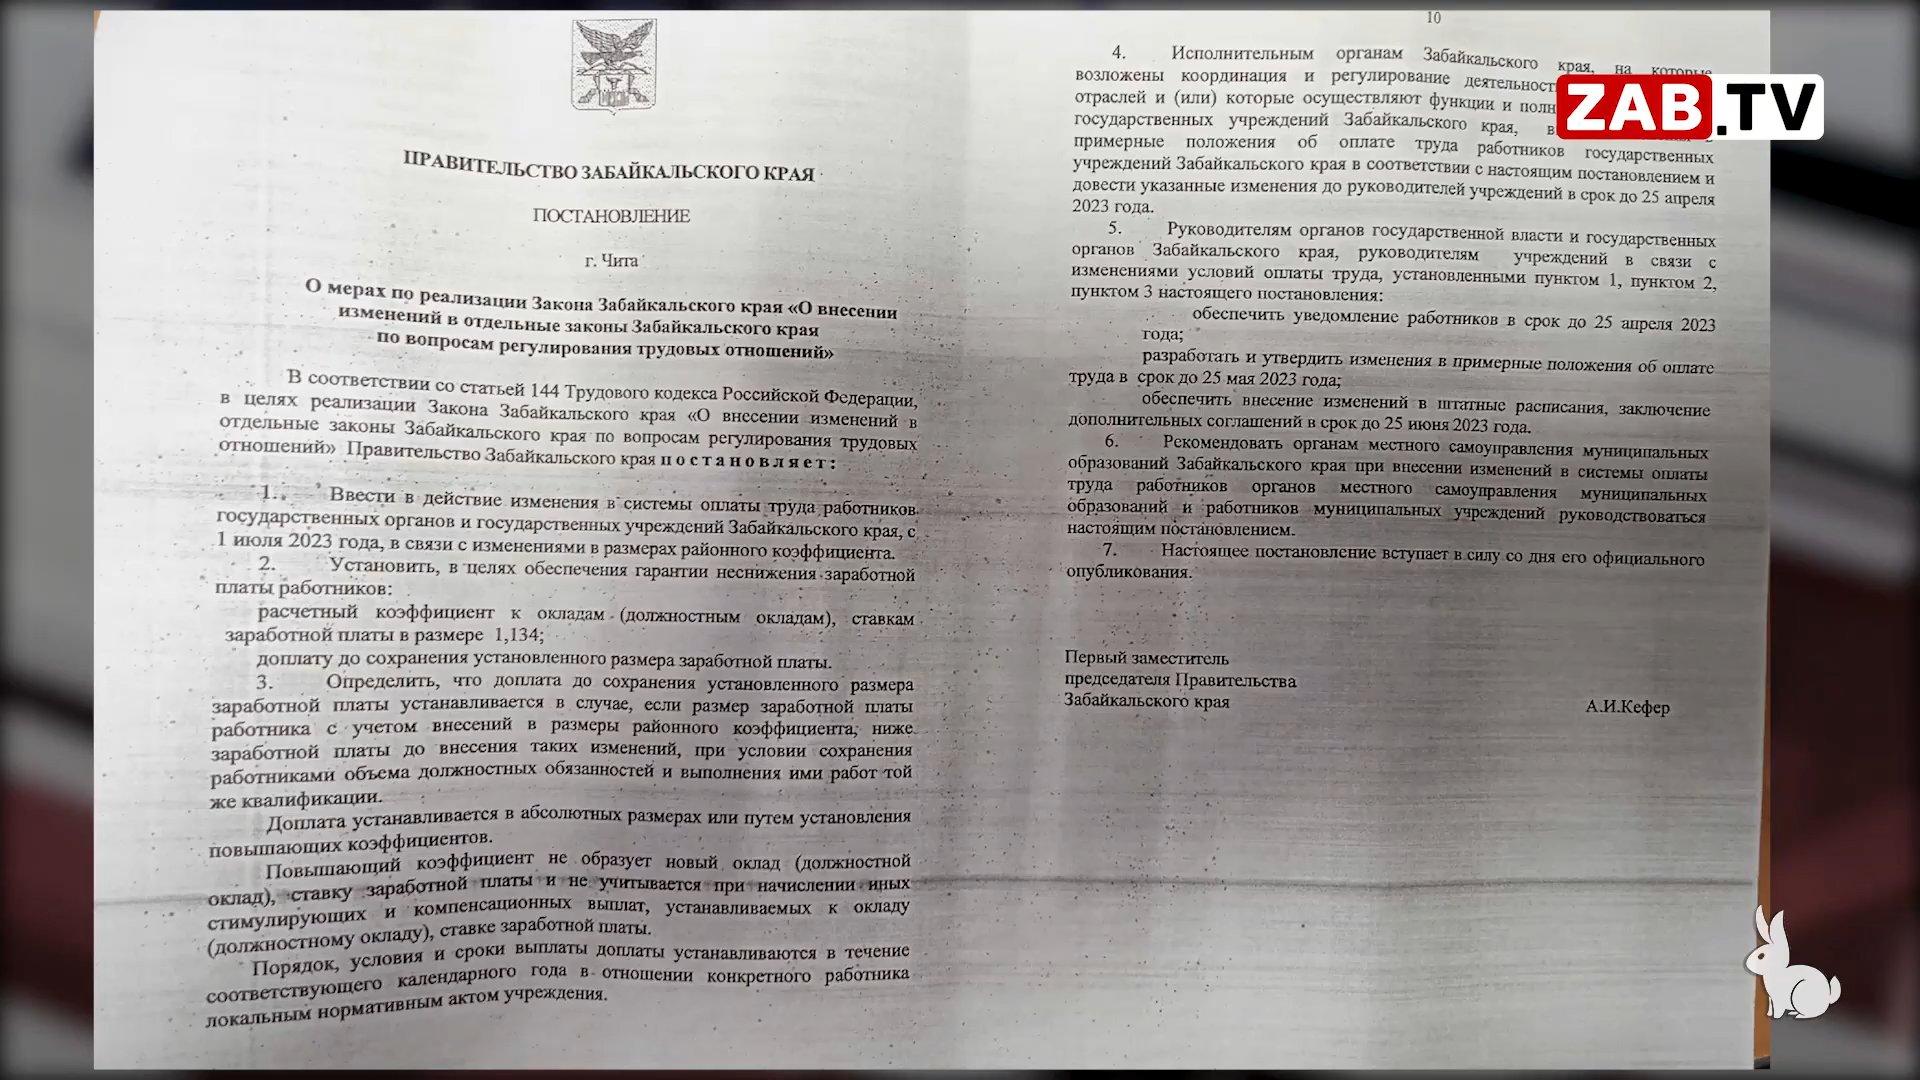 ПРАВИТЕЛЬСТВО ЗАБАЙКАЛЬСКОГО КРАЯ
ПОСТАНОВЛЕНИЕ
г. Чита
О мерах по реализации Закона Забайкальского края «О внесении
изменений в отдельные законы Забайкальского края
по вопросам регулирования трудовых отношений»
В соответствии со статьей 144 Трудового кодекса Российской Федерации,
в целях реализации Закона Забайкальского края «О внесении изменений в
отдельные законы Забайкальского края по вопросам регулирования трудовых
отношений» Правительство Забайкальского края п о с т а н о в л я е т :
1. Ввести в действие изменения в системы оплаты труда работников
государственных органов и государственных учреждений Забайкальского края, с
1 июля 2023 года, в связи с изменениями в размерах районного коэффициента.
2. Установить, в целях обеспечения гарантии неснижения заработной
платы работников:
расчетный коэффициент к окладам (должностным окладам), ставкам
заработной платы в размере 1,134;
доплату до сохранения установленного размера заработной платы.
3. Определить, что доплата до сохранения установленного размера
заработной платы устанавливается в случае, если размер заработной платы
работника с учетом внесений в размеры районного коэффициента, ниже
заработной платы до внесения таких изменений, при условии сохранения
работниками объема должностных обязанностей и выполнения ими работ той
же квалификации.
Доплата устанавливается в абсолютных размерах или путем установления
повышающих коэффициентов.
Повышающий коэффициент не образует новый оклад (должностной
оклад), ставку заработной платы и не учитывается при начислении иных
стимулирующих и компенсационных выплат, устанавливаемых к окладу
(должностному окладу), ставке заработной платы.
Порядок, условия и сроки выплаты доплаты устанавливаются в течение
соответствующего календарного года в отношении конкретного работника
локальным нормативным актом учреждения.
10
4. Исполнительным органам Забайкальского края, на которые
возложены координация и регулирование
отраслей и (или) которые осуществляют функции и
государственных учреждений Забайкальского края,
примерные положения об оплате труда работников государственных
учреждений Забайкальского края в соответствии с настоящим постановлением и
довести указанные изменения до руководителей учреждений в срок до 25 апреля
2023 года.
5. Руководителям органов государственной власти и государственных
органов Забайкальского края, руководителям учреждений в связи с
изменениями условий оплаты труда, установленными пунктом 1, пунктом 2,
пунктом 3 настоящего постановления:
обеспечить уведомление работников в срок до 25 апреля 2023
года;
разработать и утвердить изменения в примерные положения об оплате
труда в срок до 25 мая 2023 года;
обеспечить внесение изменений в штатные расписания, заключение
дополнительных соглашений в срок до 25 июня 2023 года.
6. Рекомендовать органам местного самоуправления муниципальных
образований Забайкальского края при внесении изменений в системы оплаты
труда работников органов местного самоуправления муниципальных
образований и работников муниципальных учреждений руководствоваться
настоящим постановлением.
7. Настоящее постановление вступает в силу со дня его официального
опубликования.
Первый заместитель
председателя Правительства
Забайкальского края
А.И.Кефер
ZAB.TV